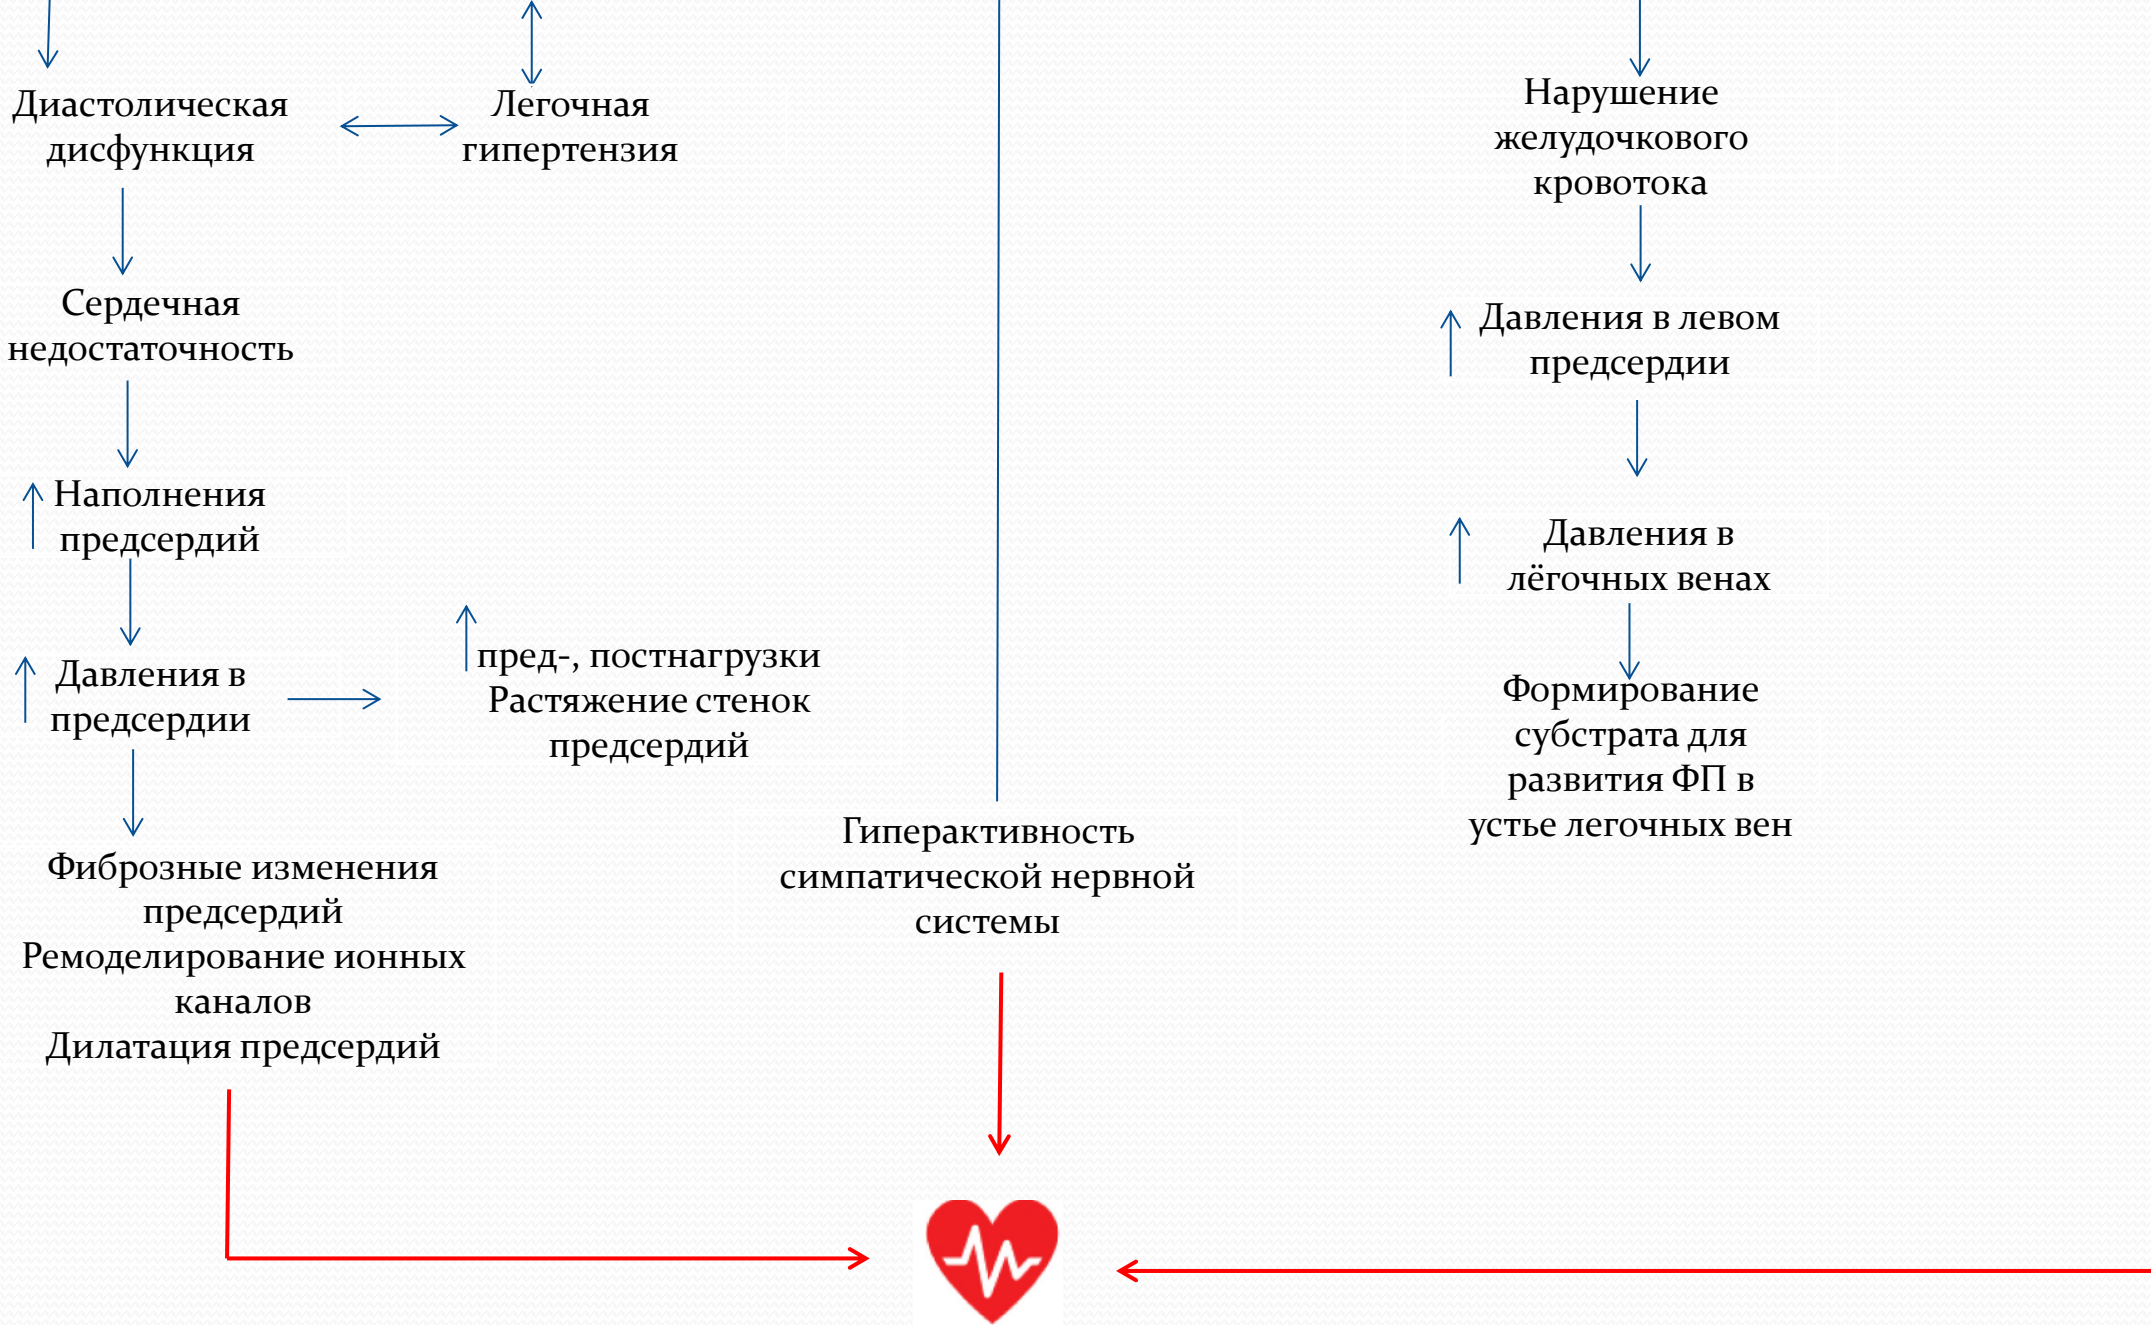 Диастолическая
дисфункция
Легочная
гипертензия
Нарушение
желудочкового
кровотока
Сердечная
недостаточность
Давления в левом
предсердии
Наполнения
предсердий
Давления в
лёгочных венах
Давления в
предсердии
пред-, постнагрузки
Растяжение стенок
предсердий
Формирование
субстрата для
развития ФП в
устье легочных вен
Гиперактивность
симпатической нервной
системы
Фиброзные изменения
предсердий
Ремоделирование ионных
каналов
Дилатация предсердий